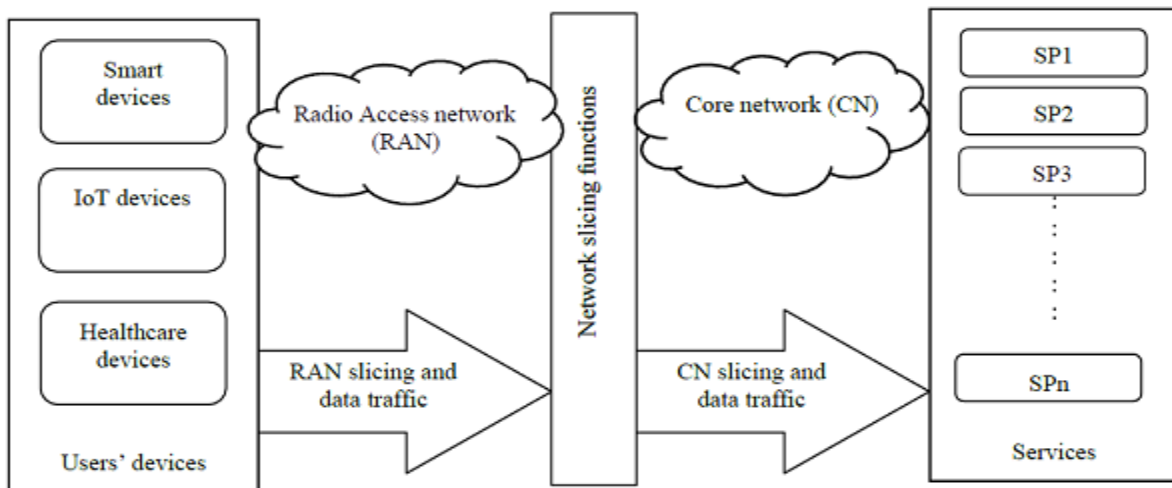 Smart
devices
IoT devices
Healthcare
devices
Users’ devices
Radio Access network
(RAN)
RAN slicing and
data traffic
Network slicing functions
Core network (CN)
CN slicing and
data traffic
SP1
SP2
SP3
SPn
Services